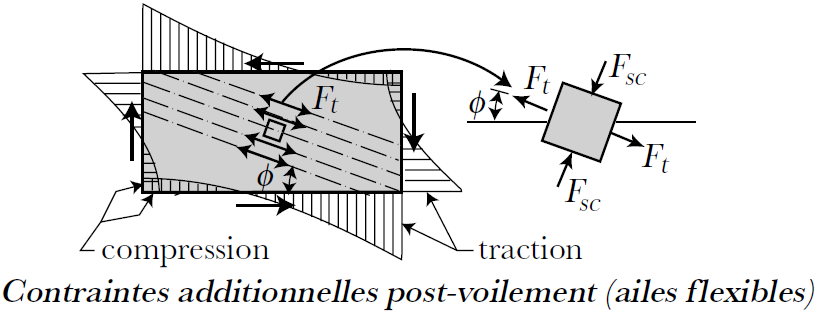 F_t
ϕ
F_t
F_sc
ϕ
F_t
F_sc
compression
traction
Contraintes additionnelles post-voilement (ailes flexibles)